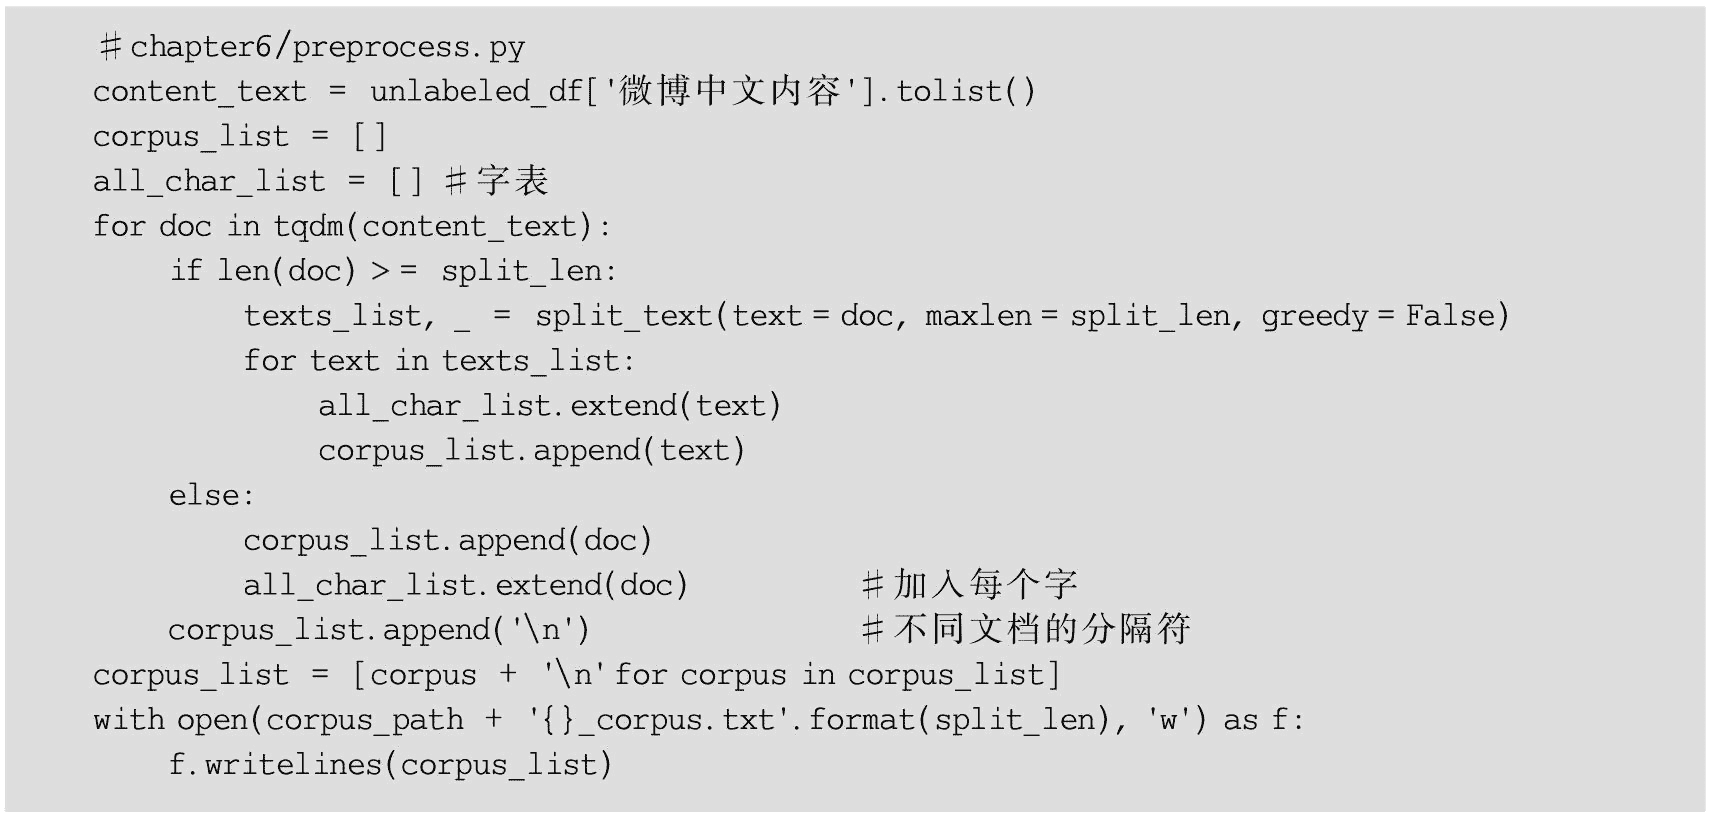 #chapter6/preprocess.py
content_text = unlabeled_df['微博中文内容'].tolist()
corpus_list = []
all_char_list = [] #字表
for doc in tqdm(content_text):
    if len(doc) >= split_len:
        texts_list, _ = split_text(text = doc, maxlen = split_len, greedy = False)
        for text in texts_list:
            all_char_list.extend(text)
            corpus_list.append(text)
    else:
        corpus_list.append(doc)
        all_char_list.extend(doc)          #加入每个字
    corpus_list.append('\n')               #不同文档的分隔符
corpus_list = [corpus + '\n' for corpus in corpus_list]
with open(corpus_path + '{}_corpus.txt'.format(split_len), 'w') as f:
    f.writelines(corpus_list)